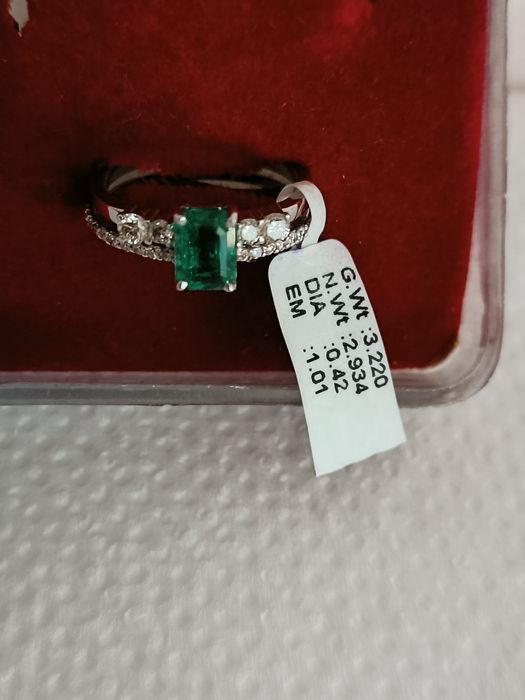 G.Wt :3.220
N.Wt :2.934
DIA :0.42
EM :1.01